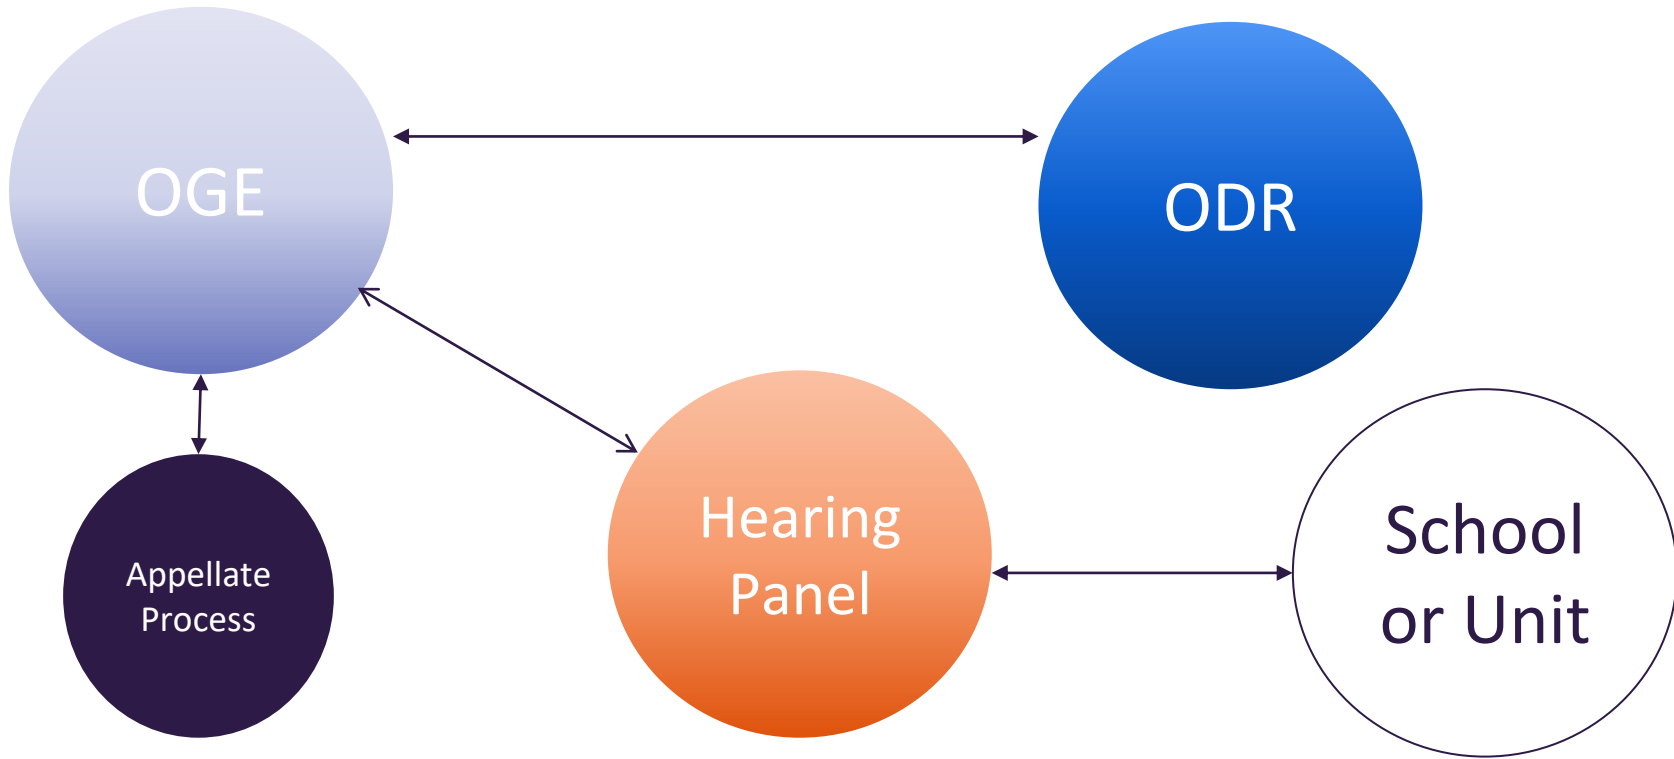 OGE
ODR
Hearing
Panel
School
or Unit
Appellate
Process